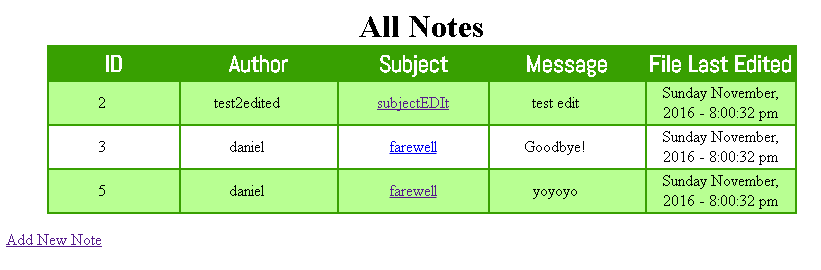 All Notes
ID Author Subject Message File Last Edited
2 test2edited subjectEDIt test edit Sunday November, 2016 - 8:00:32 pm
3 daniel farewell Goodbye! Sunday November, 2016 - 8:00:32 pm
5 daniel farewell yoyoyo Sunday November, 2016 - 8:00:32 pm
Add New Note